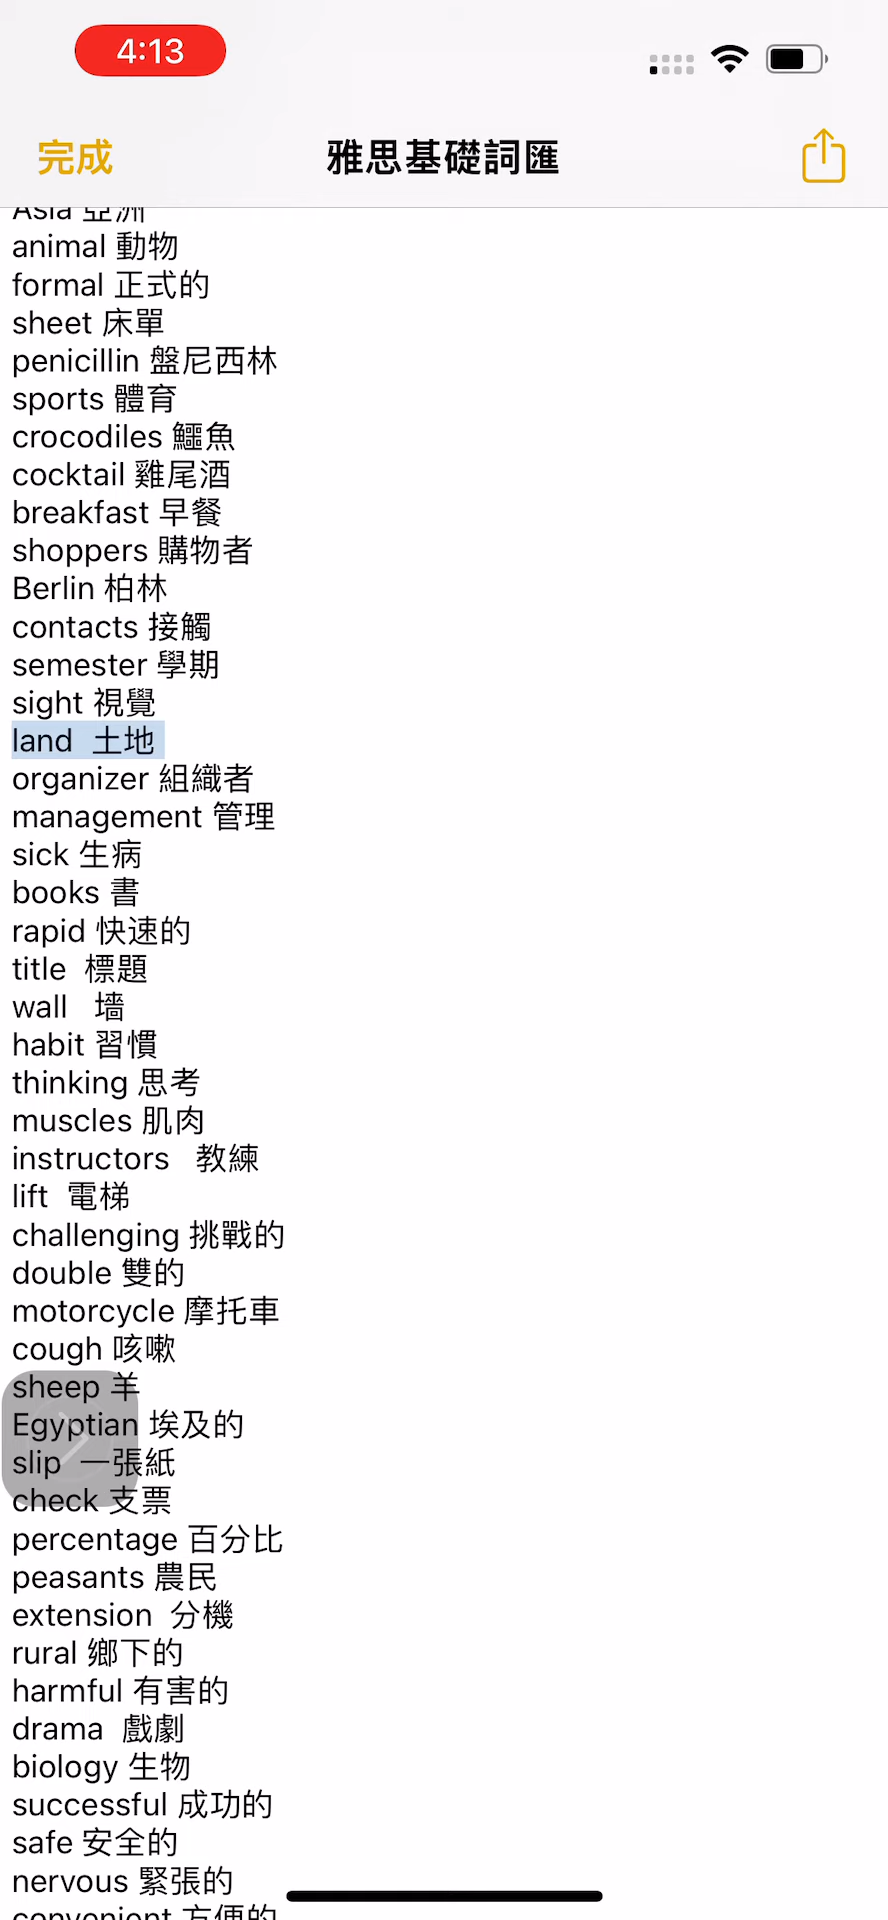 4:13
完成
雅思基礎詞匯
Asia 亞洲
animal 動物
formal 正式的
sheet 床單
penicillin 盤尼西林
sports 體育
crocodiles 鱷魚
cocktail 雞尾酒
breakfast 早餐
shoppers 購物者
Berlin 柏林
contacts 接觸
semester 學期
sight 視覺
land 土地
organizer 組織者
management 管理
sick 生病
books 書
rapid 快速的
title 標題
wall 墻
habit 習慣
thinking 思考
muscles 肌肉
instructors 教練
lift 電梯
challenging 挑戰的
double 雙的
motorcycle 摩托車
cough 咳嗽
sheep 羊
Egyptian 埃及的
slip 一張紙
check 支票
percentage 百分比
peasants 農民
extension 分機
rural 鄉下的
harmful 有害的
drama 戲劇
biology 生物
successful 成功的
safe 安全的
nervous 緊張的
convenient 方便的